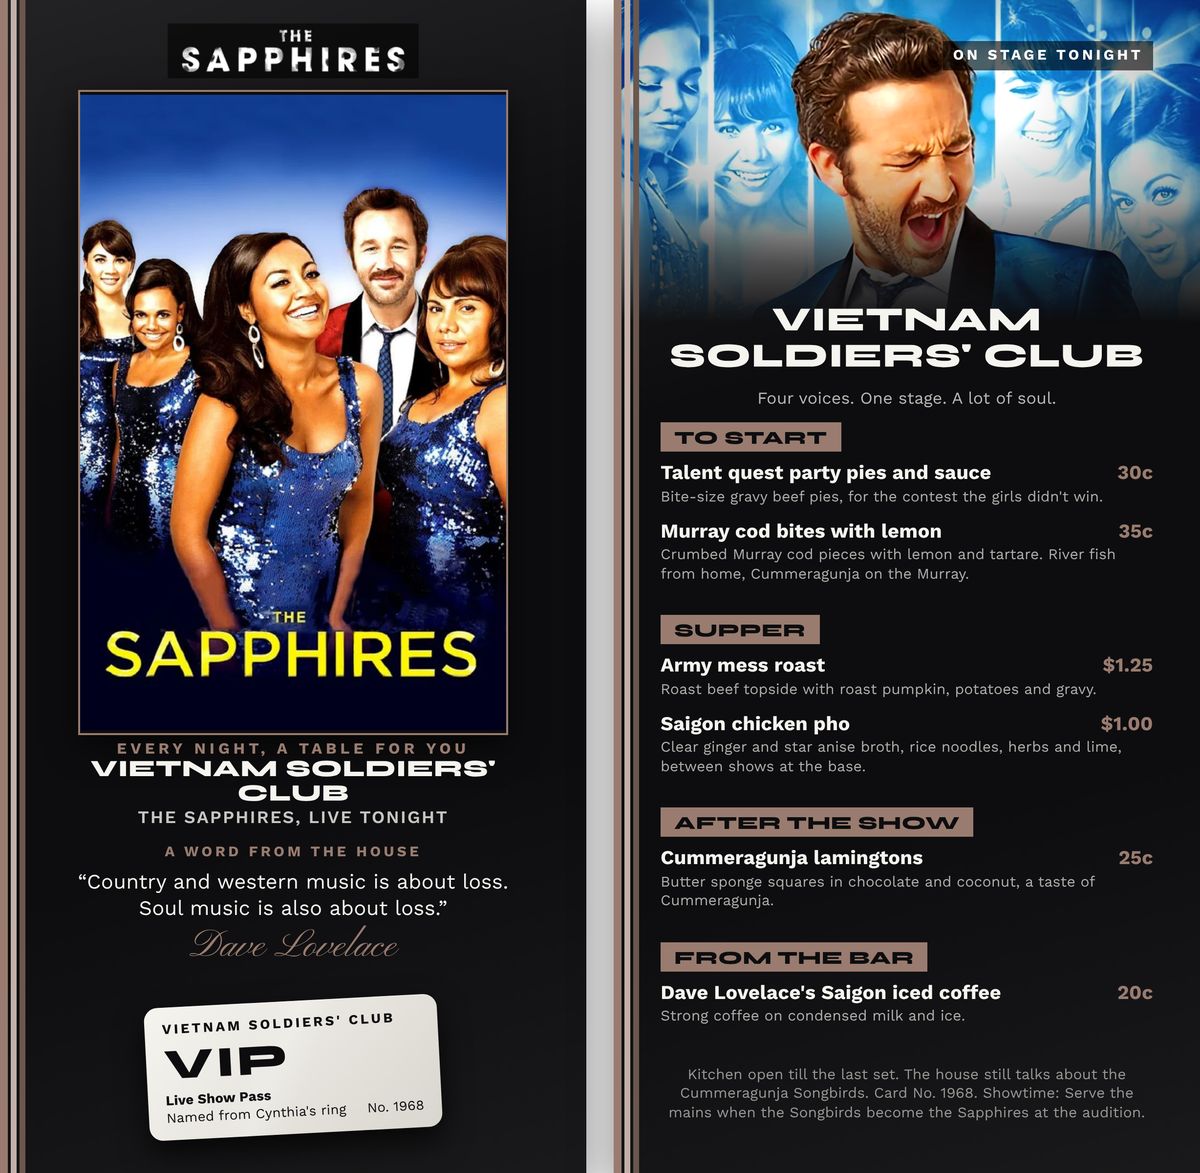 THE
SAPPHIRES
THE
SAPPHIRES
EVERY NIGHT, A TABLE FOR YOU
VIETNAM SOLDIERS'
CLUB
THE SAPPHIRES, LIVE TONIGHT
A WORD FROM THE HOUSE
“Country and western music is about loss.
Soul music is also about loss.”
Dave Lovelace
VIETNAM SOLDIERS' CLUB
VIP
Live Show Pass
Named from Cynthia's ring No. 1968
ON STAGE TONIGHT
VIETNAM
SOLDIERS' CLUB
Four voices. One stage. A lot of soul.
TO START
Talent quest party pies and sauce 30c
Bite-size gravy beef pies, for the contest the girls didn't win.
Murray cod bites with lemon 35c
Crumbed Murray cod pieces with lemon and tartare. River fish
from home, Cummeragunja on the Murray.
SUPPER
Army mess roast $1.25
Roast beef topside with roast pumpkin, potatoes and gravy.
Saigon chicken pho $1.00
Clear ginger and star anise broth, rice noodles, herbs and lime,
between shows at the base.
AFTER THE SHOW
Cummeragunja lamingtons 25c
Butter sponge squares in chocolate and coconut, a taste of
Cummeragunja.
FROM THE BAR
Dave Lovelace's Saigon iced coffee 20c
Strong coffee on condensed milk and ice.
Kitchen open till the last set. The house still talks about the
Cummeragunja Songbirds. Card No. 1968. Showtime: Serve the
mains when the Songbirds become the Sapphires at the audition.